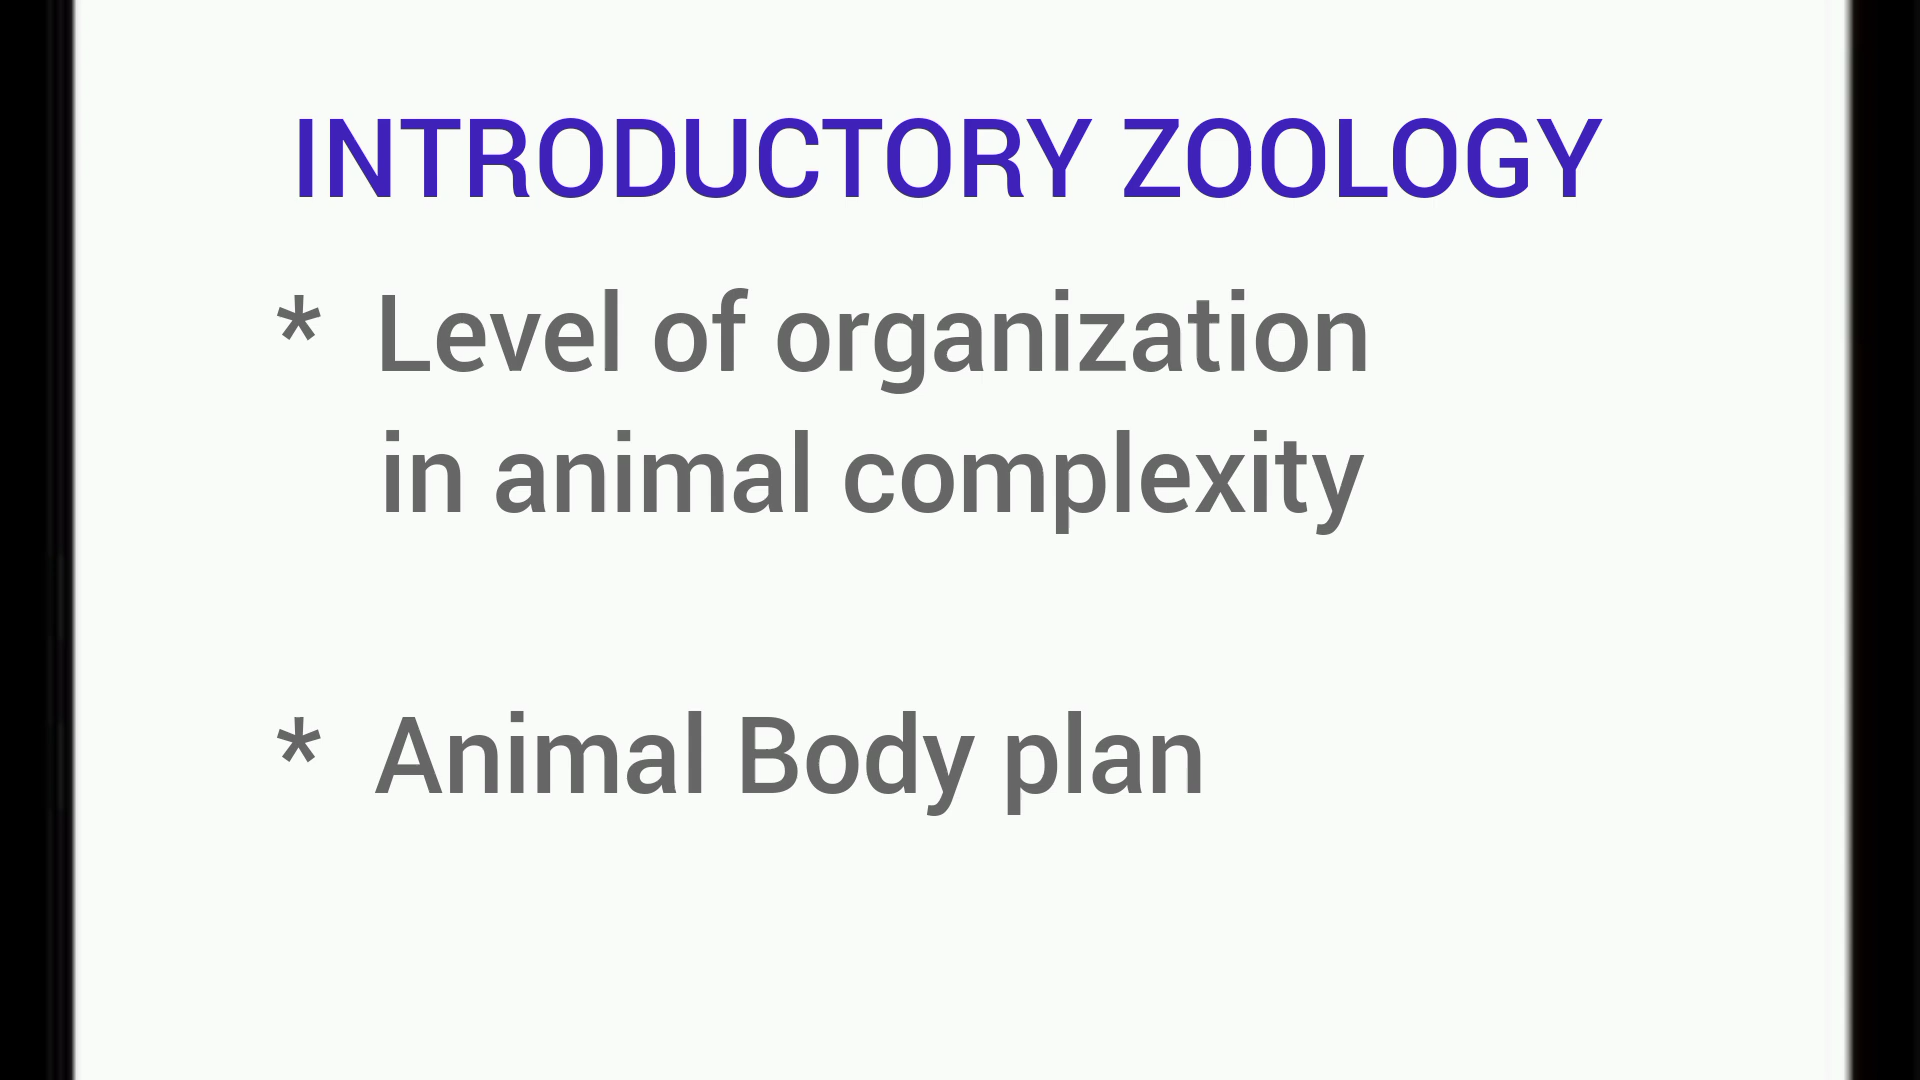 INTRODUCTORY ZOOLOGY
* Level of organization
in animal complexity
* Animal Body plan